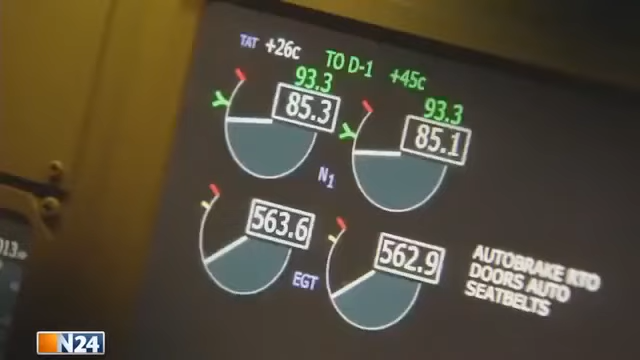 TAT +26c
TO D-1 +45c
93.3 93.3
85.3 85.1
N1
563.6 562.9
EGT
AUTOBRAKE RTO
DOORS AUTO
SEATBELTS
013
N24